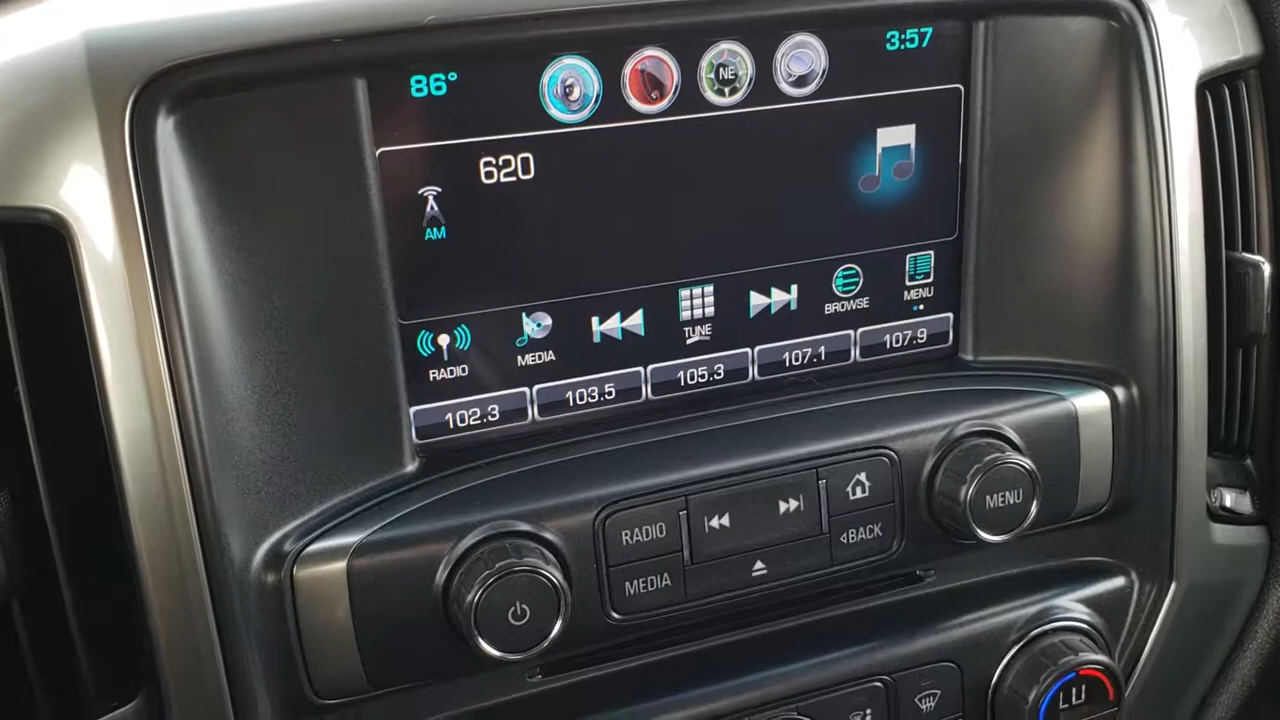 86°
NE
3:57
620
AM
RADIO
MEDIA
TUNE
BROWSE
MENU
102.3
103.5
105.3
107.1
107.9
RADIO
MEDIA
BACK
MENU